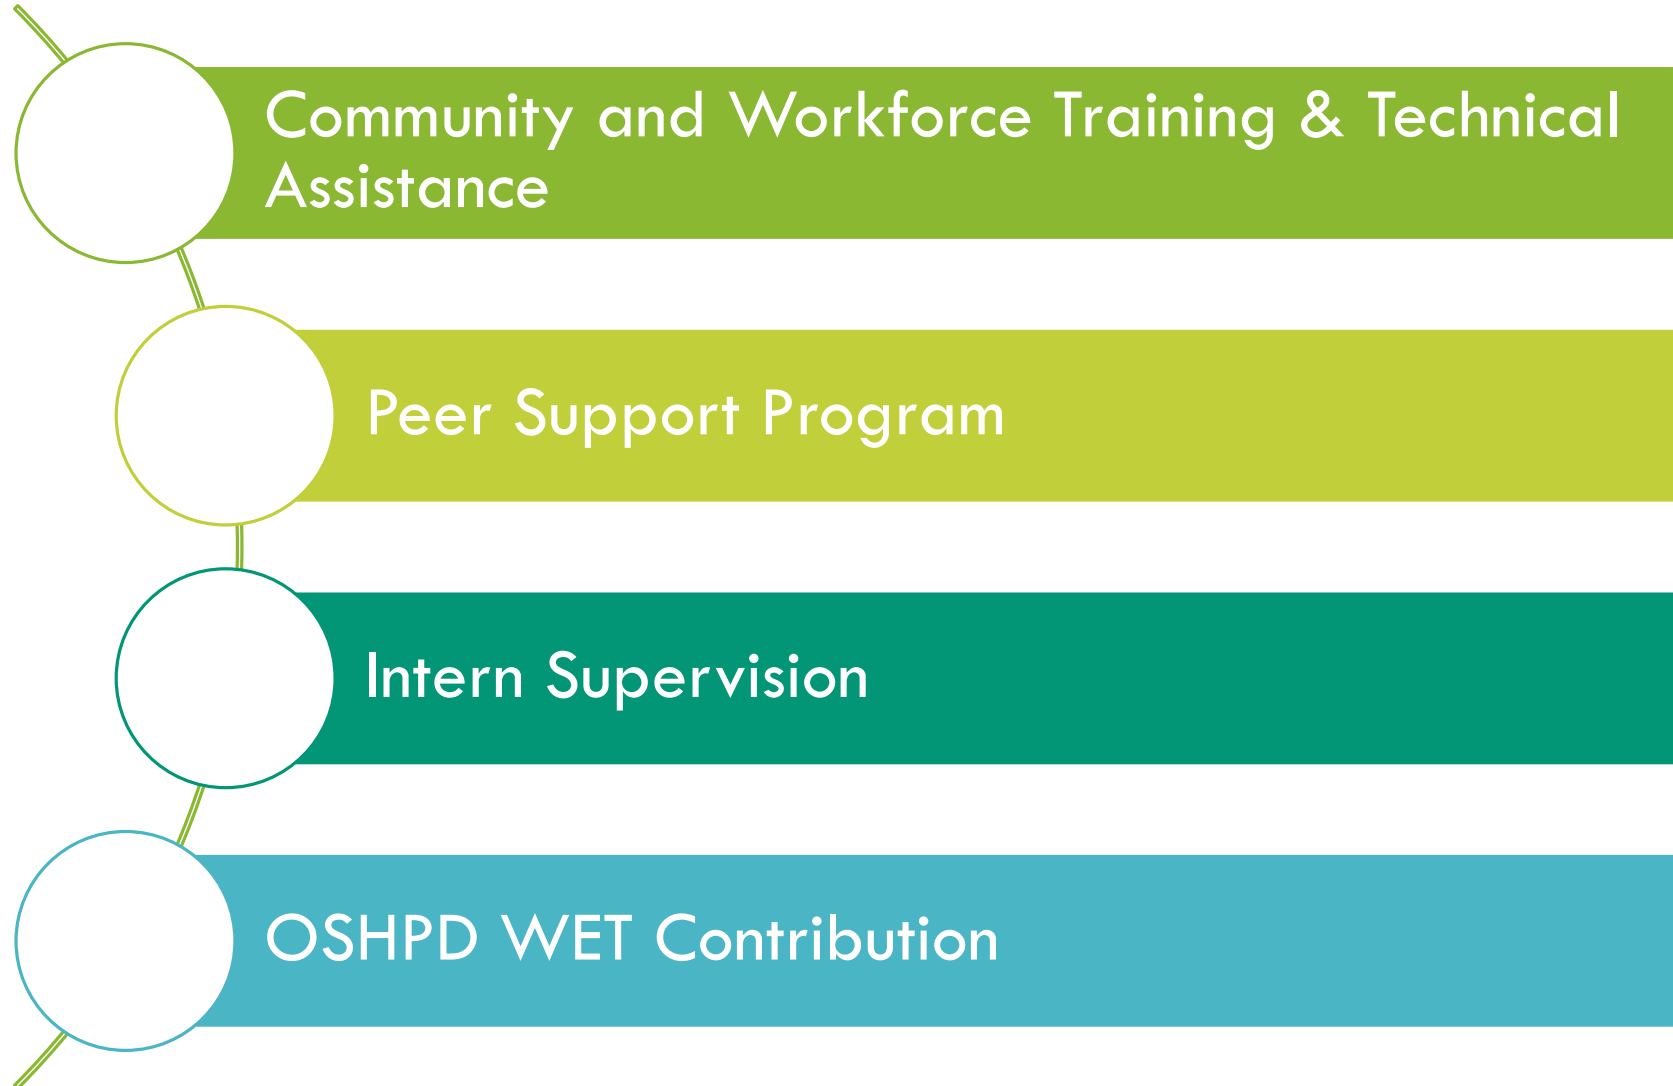 Community and Workforce Training & Technical
Assistance
Peer Support Program
Intern Supervision
OSHPD WET Contribution